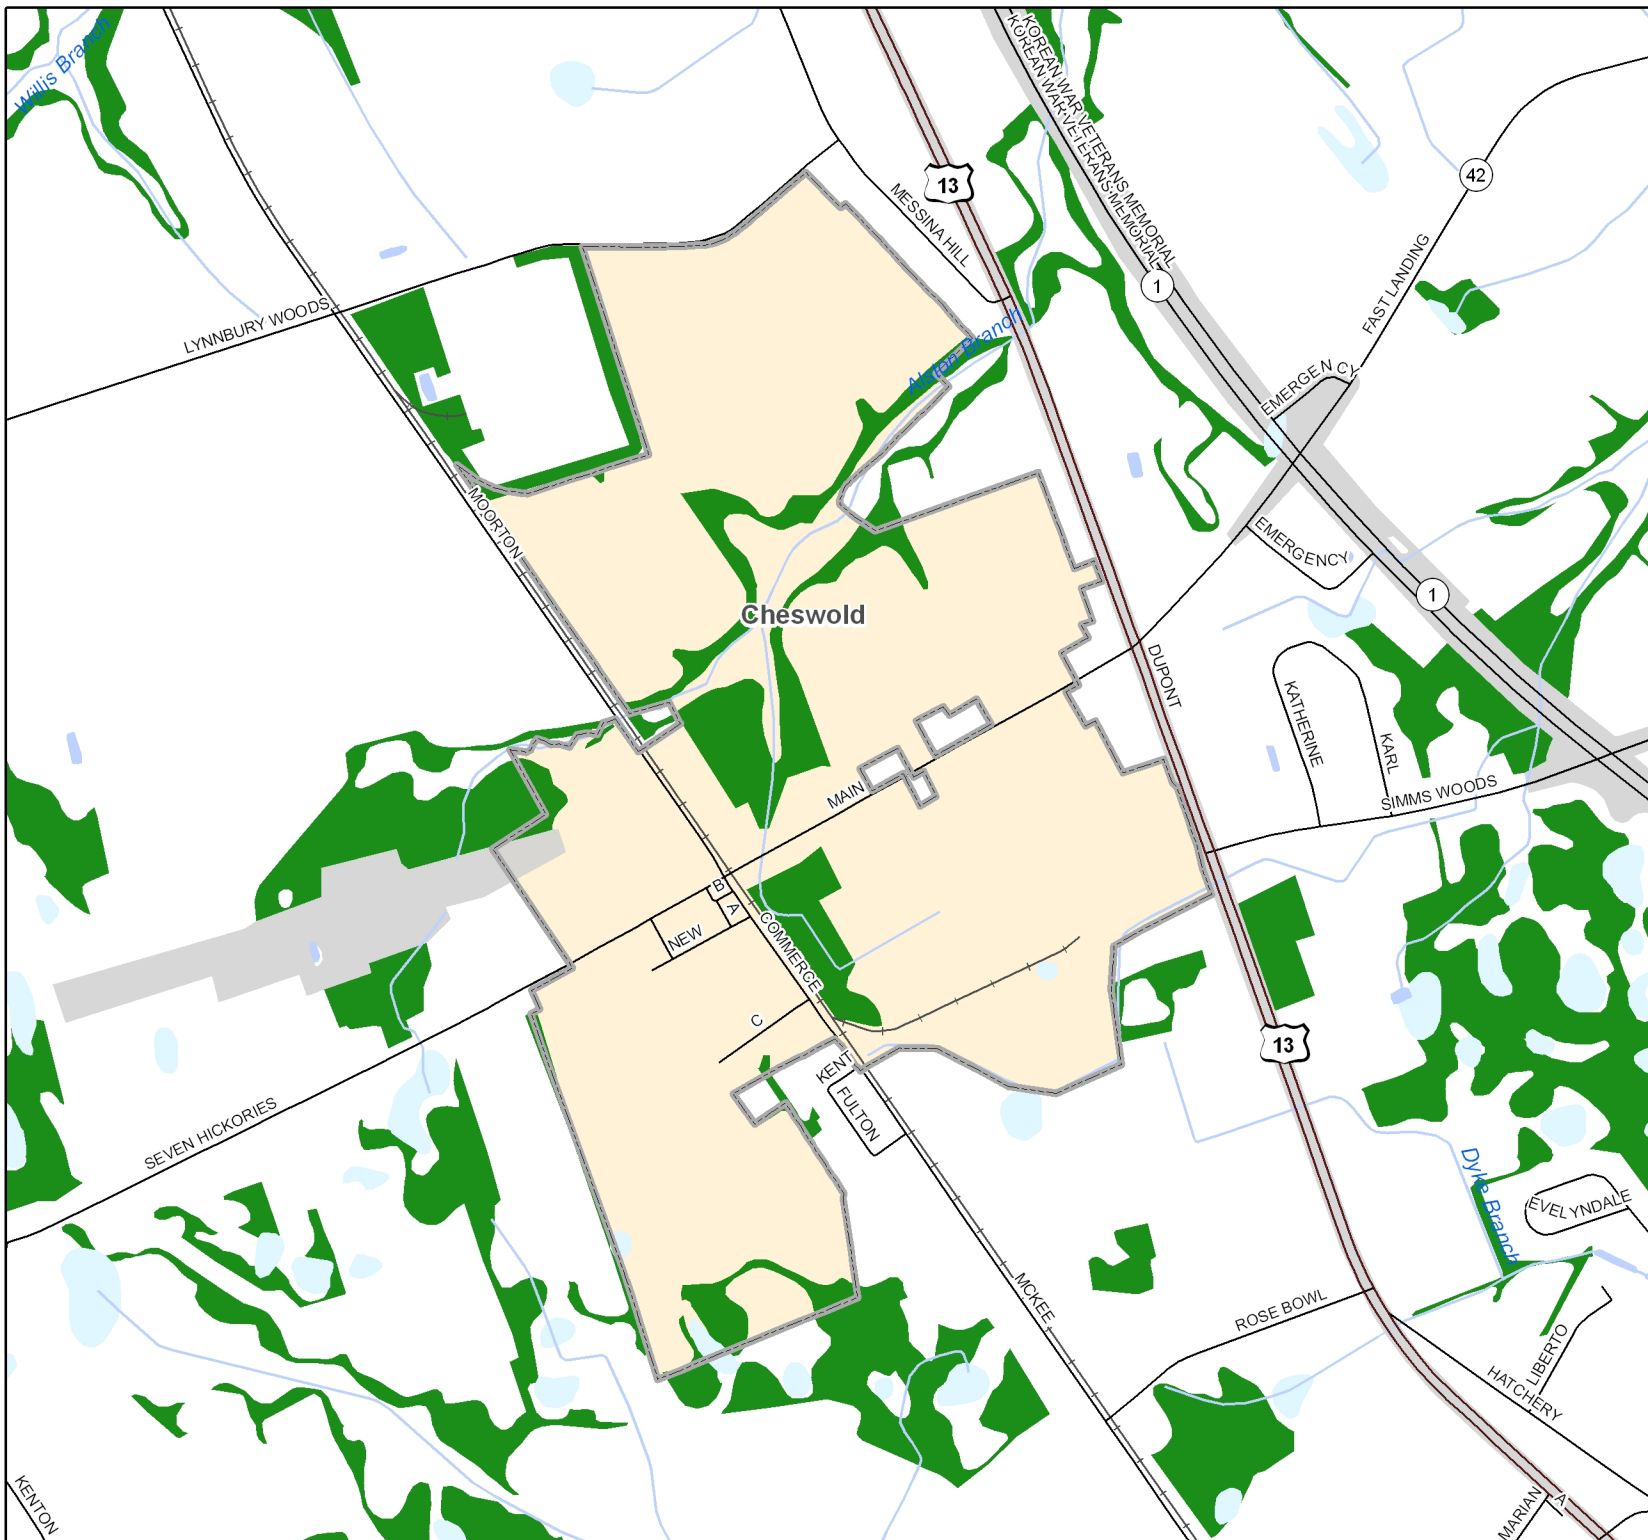 Willis Branch
KOREAN WAR VETERANS MEMORIAL
KOREAN WAR VETERANS MEMORIAL
13
42
MESSINA HILL
1
FAST LANDING
LYNNBURY WOODS
Alston Branch
EMERGENCY
MOORTON
EMERGENCY
1
Cheswold
DUPONT
KATHERINE
KARL
MAIN
SIMMS WOODS
B
A
NEW
COMMERCE
C
13
KENT
FULTON
SEVEN HICKORIES
Dyke Branch
EVELYNDALE
MCKEE
ROSE BOWL
LIBERTO
HATCHERY
KENTON
MARIAN
A